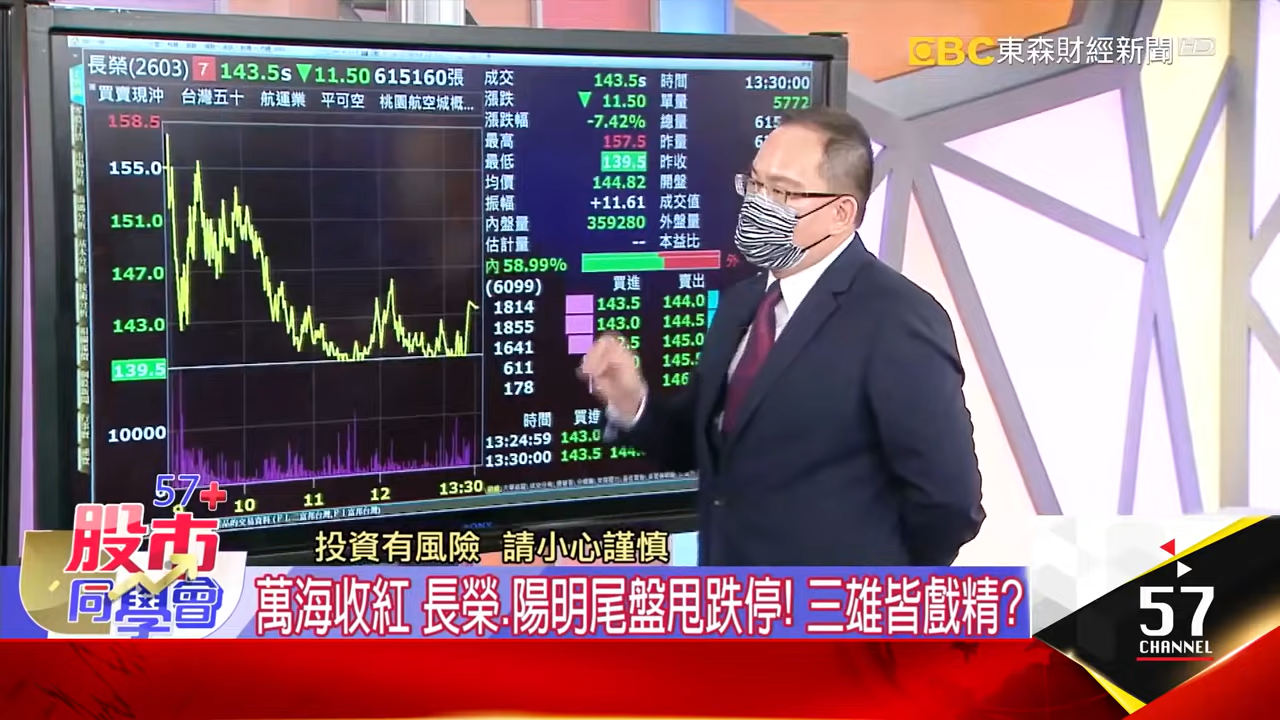 EBC 東森財經新聞 HD
長榮(2603) 7 143.5s ▼11.50 615160張
買賣現沖 台灣五十 航運業 平可空 桃園航空城概...
158.5
155.0
151.0
147.0
143.0
139.5
10000
10 11 12 13:30
成交 143.5s 時間 13:30:00
漲跌 ▼ 11.50 單量 5772
漲跌幅 -7.42% 總量
最高 157.5 昨量
最低 139.5 昨收
均價 144.82 開盤
振幅 +11.61 成交值
內盤量 359280 外盤量
估計量 -- 本益比
內 58.99% 外
(6099) 買進 賣出
1814 143.5 144.0
1855 143.0 144.5
1641 145.0
611
178
時間 買進
13:24:59 143.0
13:30:00 143.5
SONY
57+
股市
同學會
投資有風險 請小心謹慎
萬海收紅 長榮.陽明尾盤甩跌停! 三雄皆戲精?
57
CHANNEL